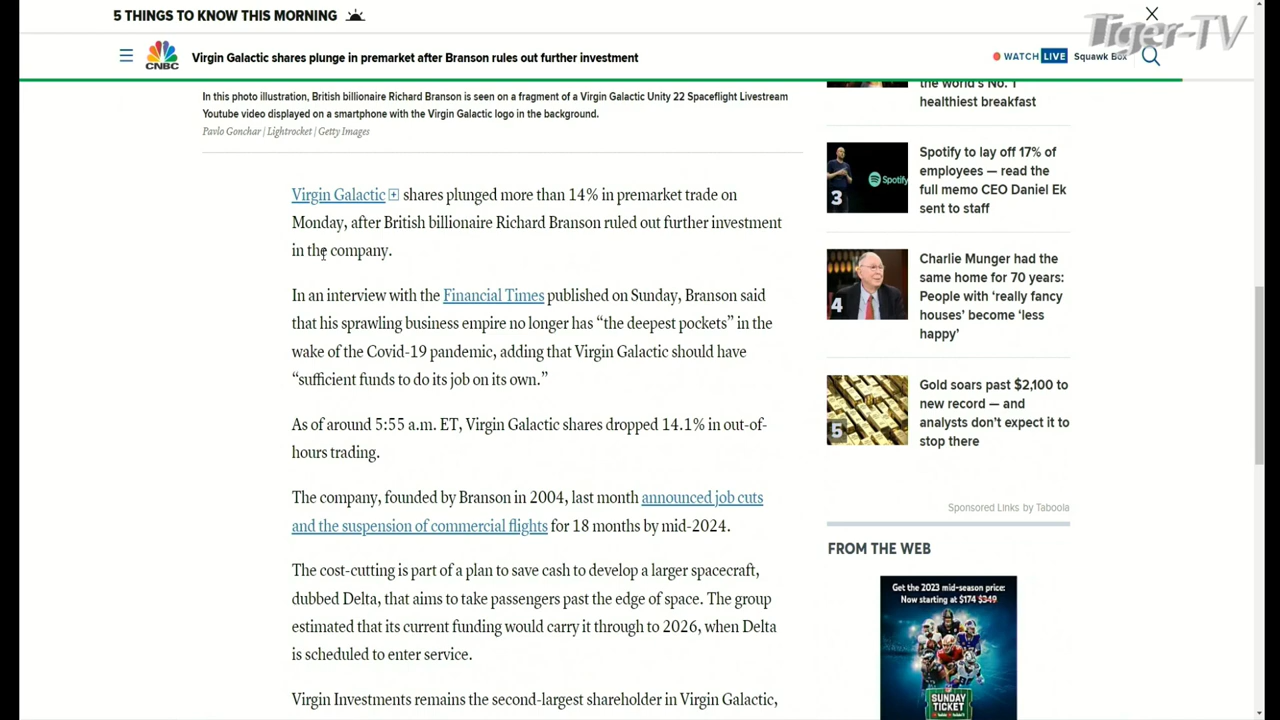 5 THINGS TO KNOW THIS MORNING
Tiger-TV
CNBC
Virgin Galactic shares plunge in premarket after Branson rules out further investment
WATCH LIVE Squawk Box
In this photo illustration, British billionaire Richard Branson is seen on a fragment of a Virgin Galactic Unity 22 Spaceflight Livestream
Youtube video displayed on a smartphone with the Virgin Galactic logo in the background.
Pavlo Gonchar | Lightrocket | Getty Images
Virgin Galactic shares plunged more than 14% in premarket trade on
Monday, after British billionaire Richard Branson ruled out further investment
in the company.
In an interview with the Financial Times published on Sunday, Branson said
that his sprawling business empire no longer has “the deepest pockets” in the
wake of the Covid-19 pandemic, adding that Virgin Galactic should have
“sufficient funds to do its job on its own.”
As of around 5:55 a.m. ET, Virgin Galactic shares dropped 14.1% in out-of-
hours trading.
The company, founded by Branson in 2004, last month announced job cuts
and the suspension of commercial flights for 18 months by mid-2024.
The cost-cutting is part of a plan to save cash to develop a larger spacecraft,
dubbed Delta, that aims to take passengers past the edge of space. The group
estimated that its current funding would carry it through to 2026, when Delta
is scheduled to enter service.
Virgin Investments remains the second-largest shareholder in Virgin Galactic,
the world's No. 1
healthiest breakfast
3
Spotify
Spotify to lay off 17% of
employees — read the
full memo CEO Daniel Ek
sent to staff
4
Charlie Munger had the
same home for 70 years:
People with ‘really fancy
houses’ become ‘less
happy’
5
Gold soars past $2,100 to
new record — and
analysts don’t expect it to
stop there
Sponsored Links by Taboola
FROM THE WEB
Get the 2023 mid-season price:
Now starting at $174 $349
NFL
SUNDAY
TICKET